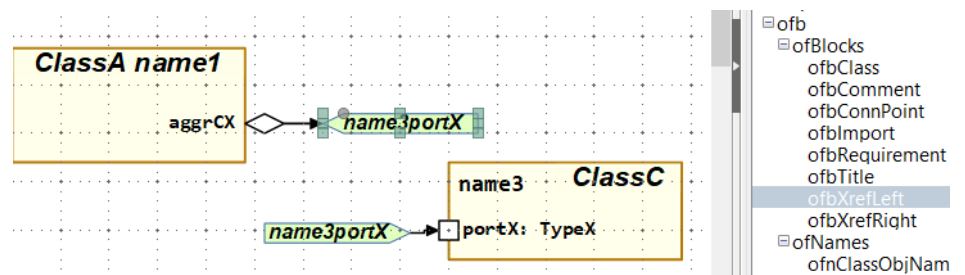 ClassA name1
aggrCX
name3portX
name3
ClassC
name3portX
portX: TypeX
ofb
ofBlocks
ofbClass
ofbComment
ofbConnPoint
ofbImport
ofbRequirement
ofbTitle
ofbXrefLeft
ofbXrefRight
ofNames
ofnClassObjNam